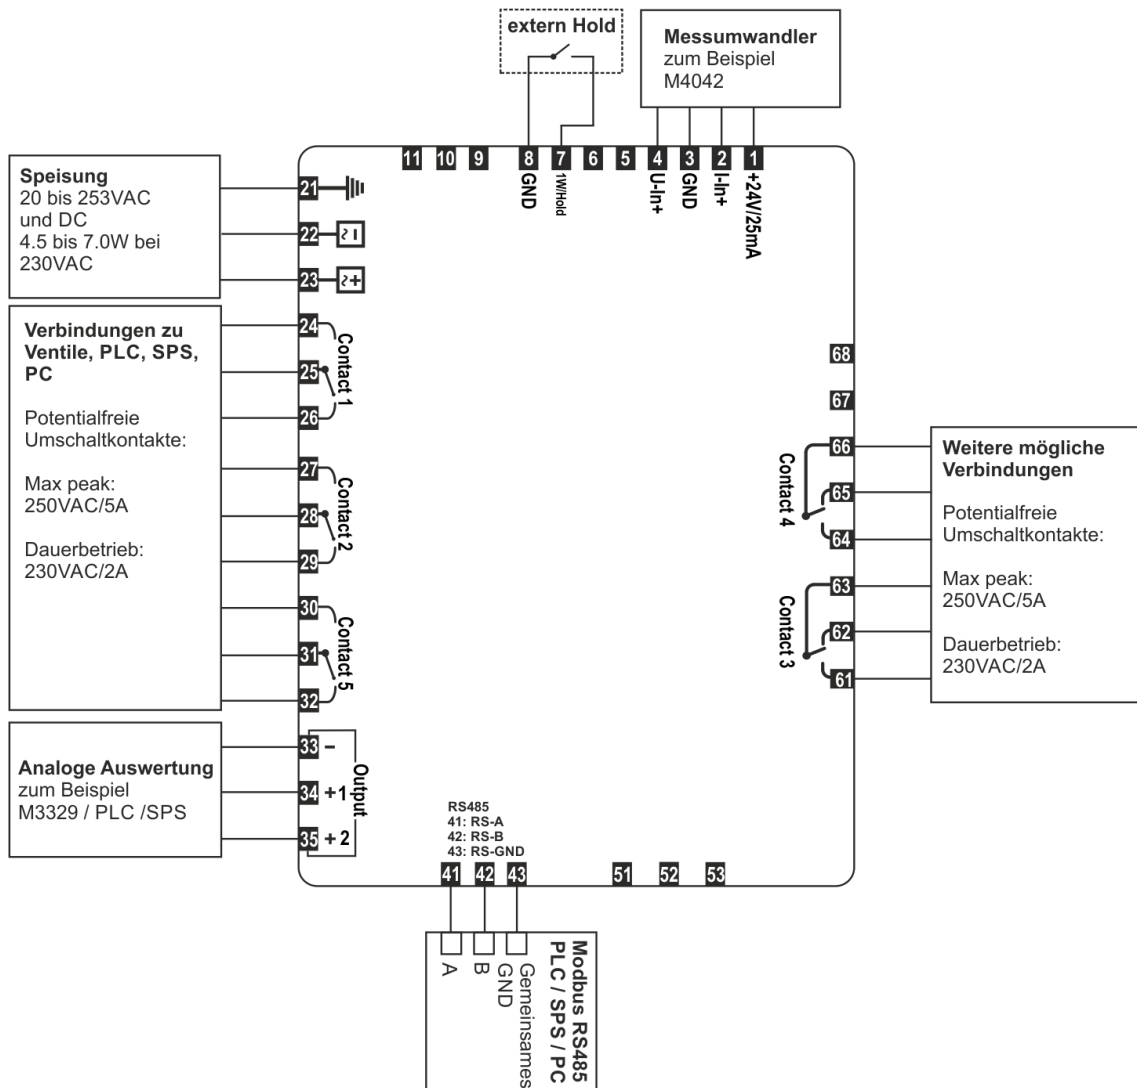 extern Hold
Messumwandler
zum Beispiel
M4042
11 10 9 8 7 6 5 4 3 2 1
GND
1W/Hold
U-In+
GND
I-In+
+24V/25mA
Speisung
20 bis 253VAC
und DC
4.5 bis 7.0W bei
230VAC
21
22 ~ –
23 ~ +
Verbindungen zu
Ventile, PLC, SPS,
PC
Potentialfreie
Umschaltkontakte:
Max peak:
250VAC/5A
Dauerbetrieb:
230VAC/2A
24
25
26
Contact 1
27
28
29
Contact 2
30
31
32
Contact 5
Analoge Auswertung
zum Beispiel
M3329 / PLC /SPS
33 –
34 +1
35 +2
Output
68
67
66
65
64
Contact 4
63
62
61
Contact 3
Weitere mögliche
Verbindungen
Potentialfreie
Umschaltkontakte:
Max peak:
250VAC/5A
Dauerbetrieb:
230VAC/2A
RS485
41: RS-A
42: RS-B
43: RS-GND
41 42 43 51 52 53
A
B
Gemeinsames
GND
Modbus RS485
PLC / SPS / PC